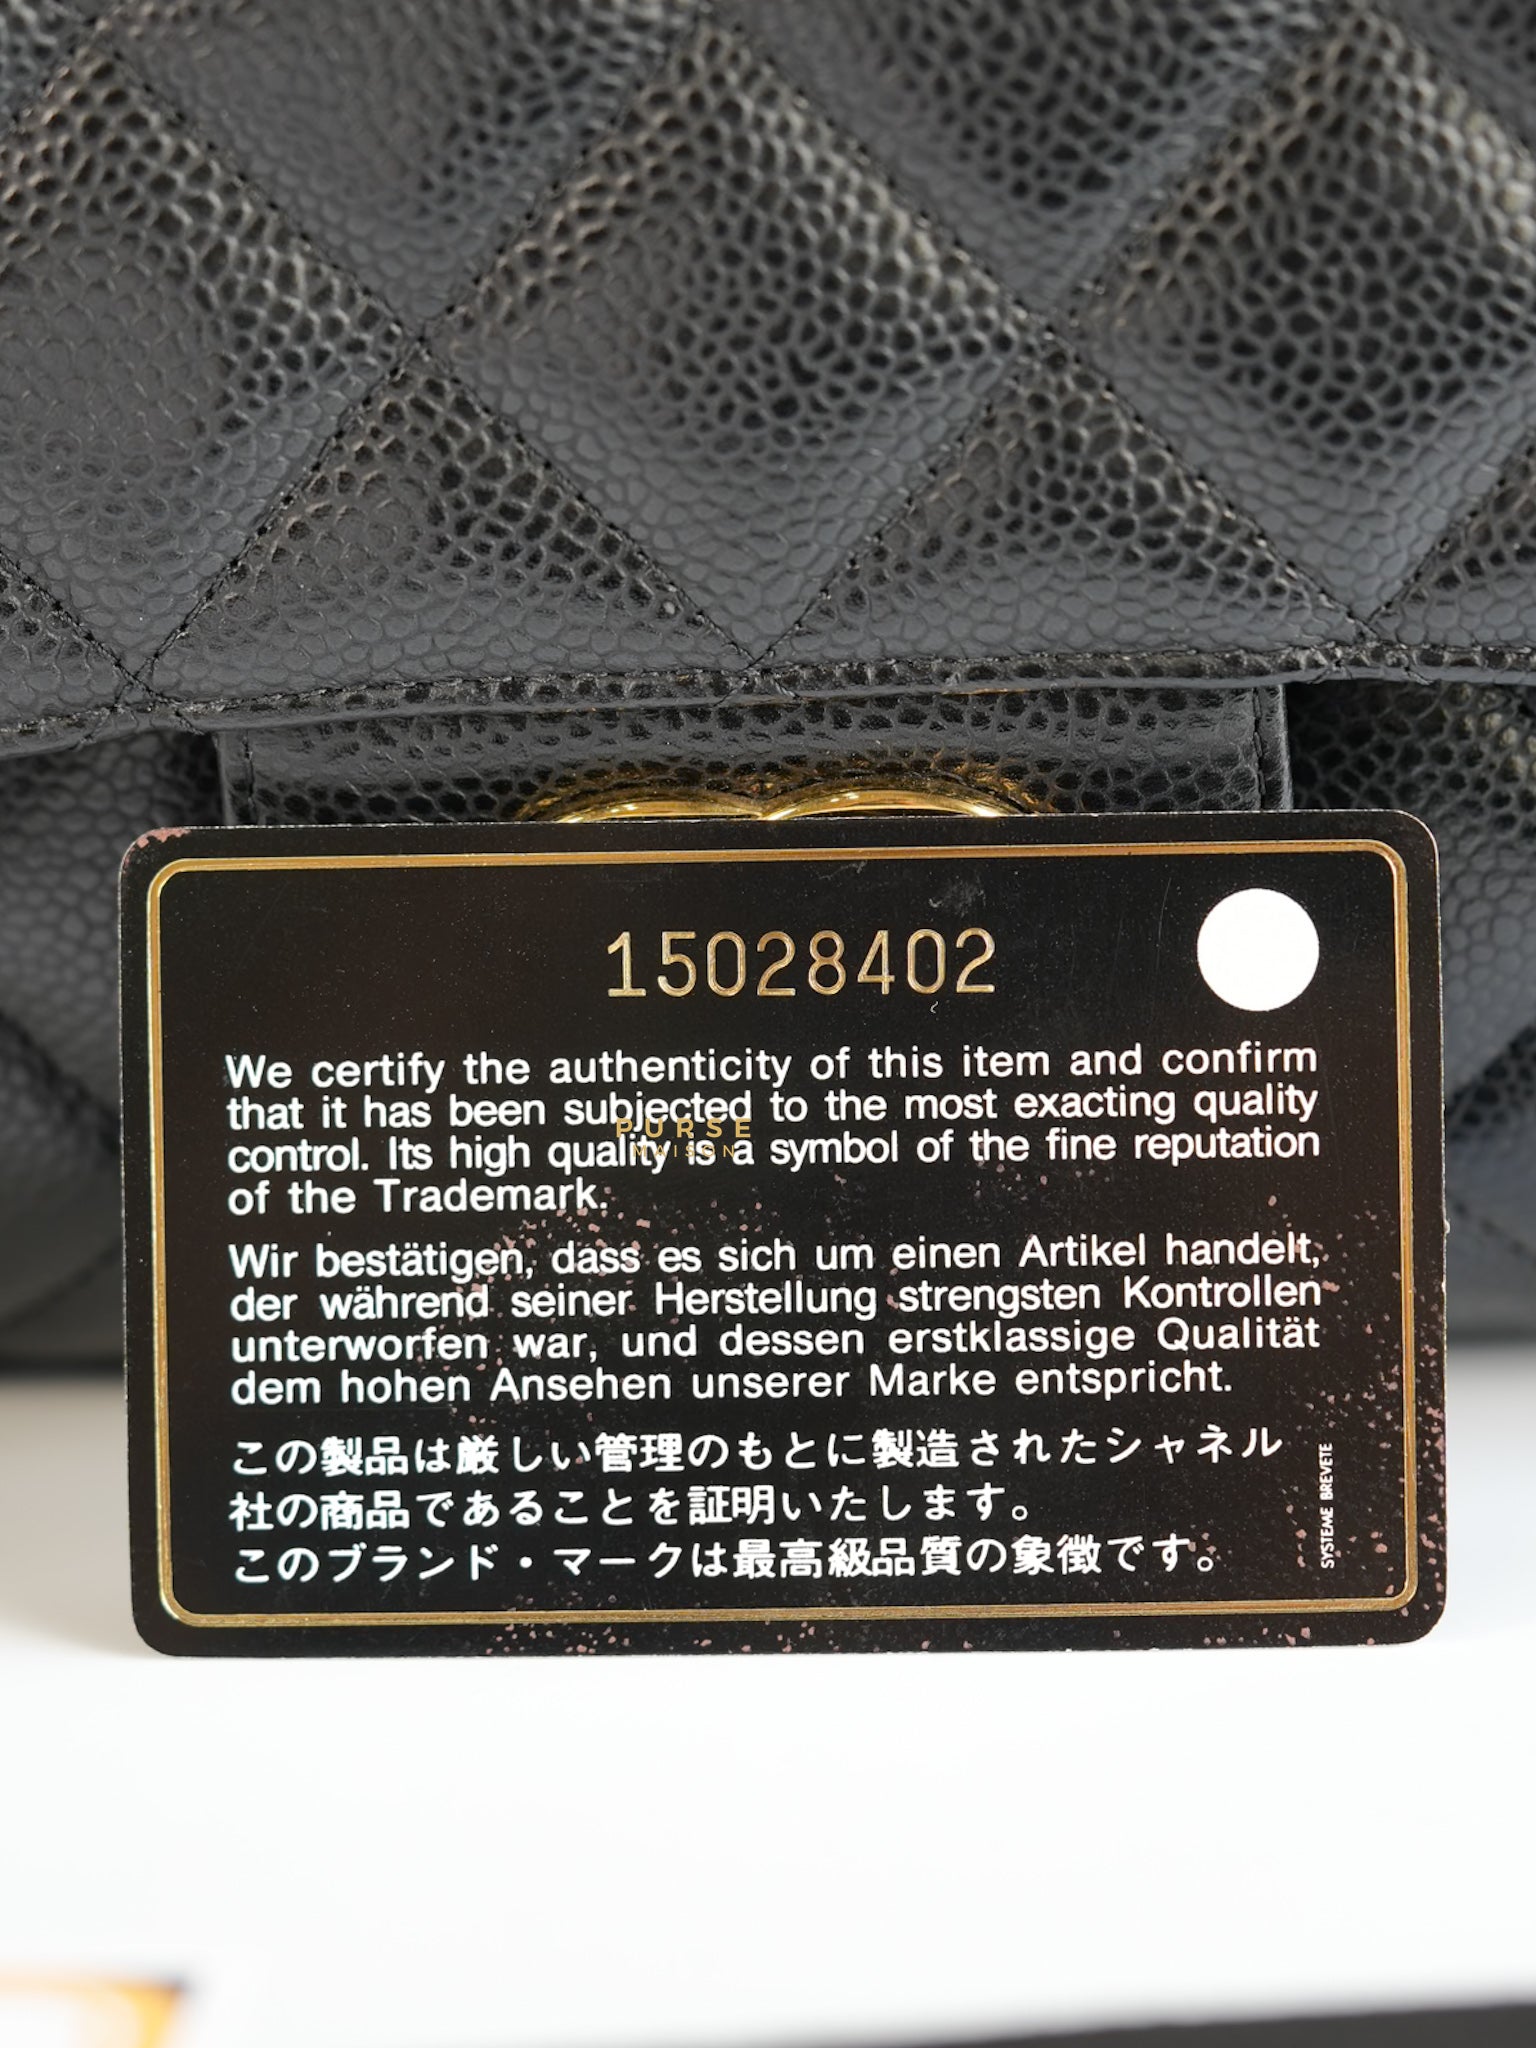 15028402
We certify the authenticity of this item and confirm
that it has been subjected to the most exacting quality
control. Its high quality is a symbol of the fine reputation
of the Trademark.
PURSE
MAISON
Wir bestätigen, dass es sich um einen Artikel handelt,
der während seiner Herstellung strengsten Kontrollen
unterworfen war, und dessen erstklassige Qualität
dem hohen Ansehen unserer Marke entspricht.
この製品は厳しい管理のもとに製造されたシャネル
社の商品であることを証明いたします。
このブランド・マークは最高級品質の象徴です。
SYSTEME BREVETE